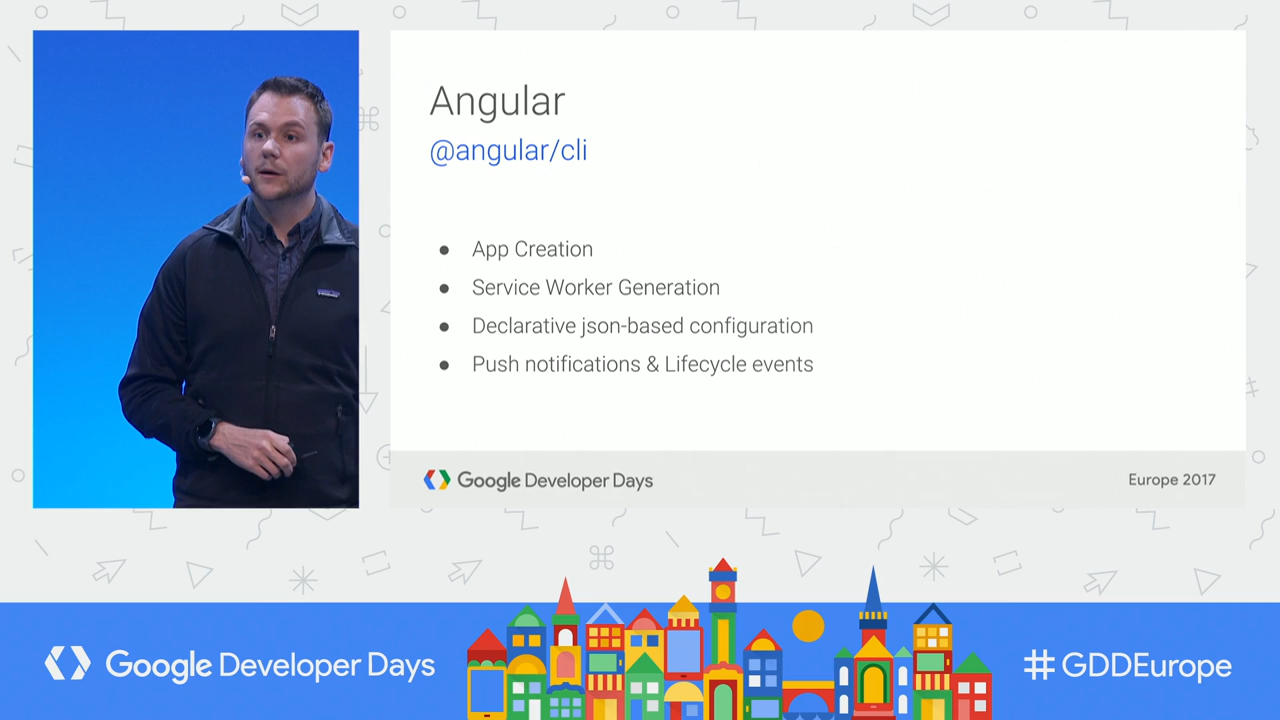 Angular
@angular/cli
App Creation
Service Worker Generation
Declarative json-based configuration
Push notifications & Lifecycle events
Google Developer Days
Europe 2017
Google Developer Days
#GDDEurope